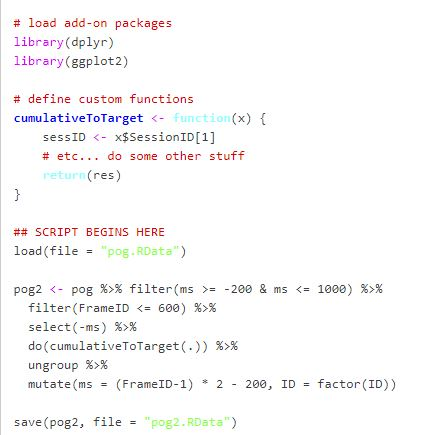 # load add-on packages
library(dplyr)
library(ggplot2)

# define custom functions
cumulativeToTarget <- function(x) {
    sessID <- x$SessionID[1]
    # etc... do some other stuff
    return(res)
}

## SCRIPT BEGINS HERE
load(file = "pog.RData")

pog2 <- pog %>% filter(ms >= -200 & ms <= 1000) %>%
  filter(FrameID <= 600) %>%
  select(-ms) %>%
  do(cumulativeToTarget(.)) %>%
  ungroup %>%
  mutate(ms = (FrameID-1) * 2 - 200, ID = factor(ID))

save(pog2, file = "pog2.RData")